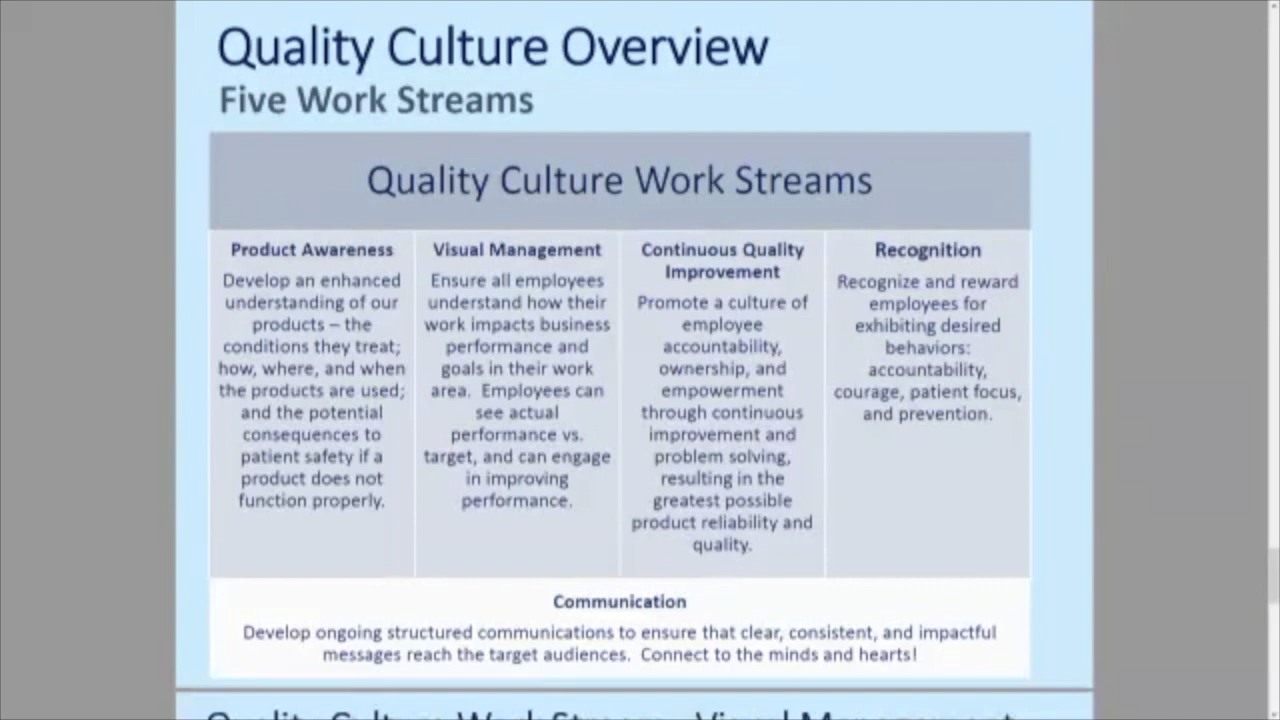 Quality Culture Overview
Five Work Streams
Quality Culture Work Streams
Product Awareness
Develop an enhanced
understanding of our
products – the
conditions they treat;
how, where, and when
the products are used;
and the potential
consequences to
patient safety if a
product does not
function properly.
Visual Management
Ensure all employees
understand how their
work impacts business
performance and
goals in their work
area. Employees can
see actual
performance vs.
target, and can engage
in improving
performance.
Continuous Quality
Improvement
Promote a culture of
employee
accountability,
ownership, and
empowerment
through continuous
improvement and
problem solving,
resulting in the
greatest possible
product reliability and
quality.
Recognition
Recognize and reward
employees for
exhibiting desired
behaviors:
accountability,
courage, patient focus,
and prevention.
Communication
Develop ongoing structured communications to ensure that clear, consistent, and impactful
messages reach the target audiences. Connect to the minds and hearts!
Quality Culture Work Stream – Visual Management